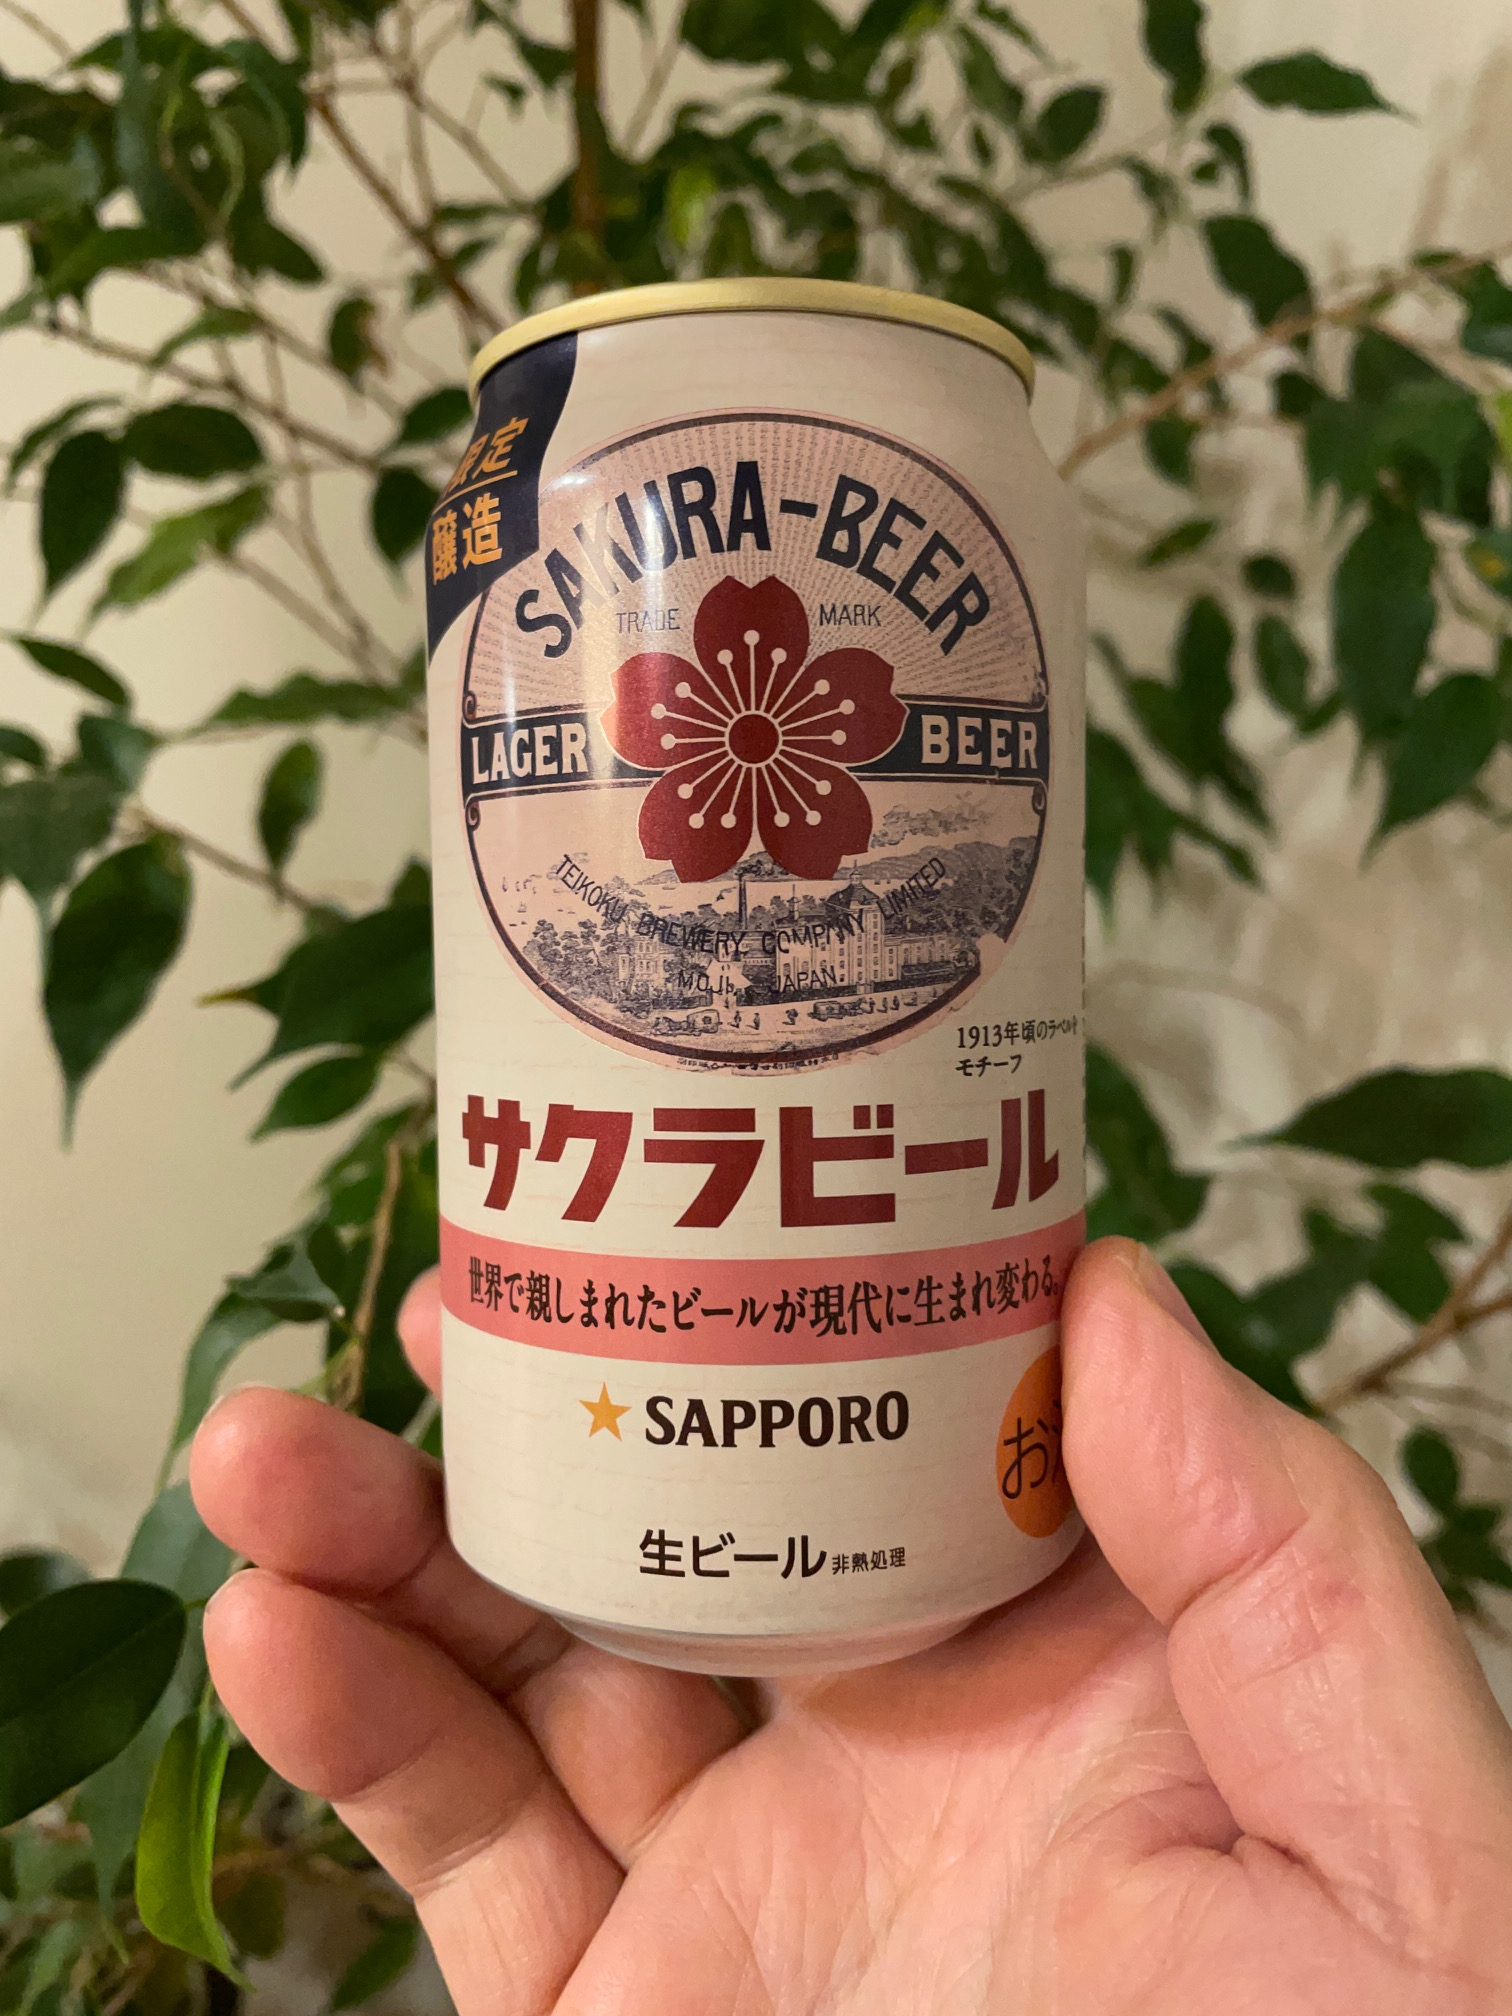 限定
醸造
SAKURA-BEER
TRADE MARK
LAGER BEER
TEIKOKU BREWERY COMPANY LIMITED
MOJI, JAPAN.
1913年頃のラベルを
モチーフ
サクラビール
世界で親しまれたビールが現代に生まれ変わる。
★ SAPPORO
お酒
生ビール 非熱処理